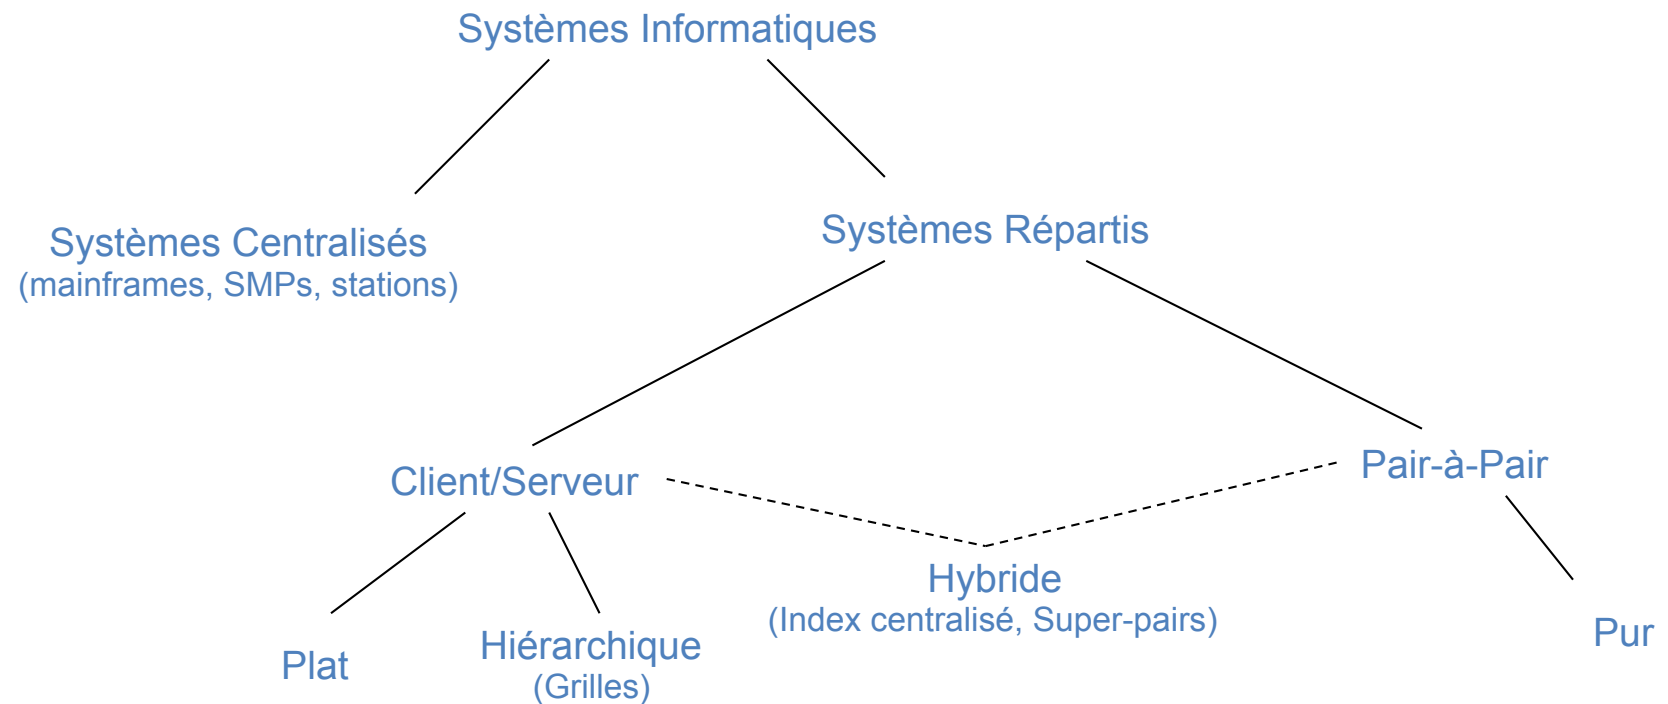 Systèmes Informatiques
Systèmes Centralisés
(mainframes, SMPs, stations)
Systèmes Répartis
Client/Serveur
Pair-à-Pair
Hybride
(Index centralisé, Super-pairs)
Plat
Hiérarchique
(Grilles)
Pur